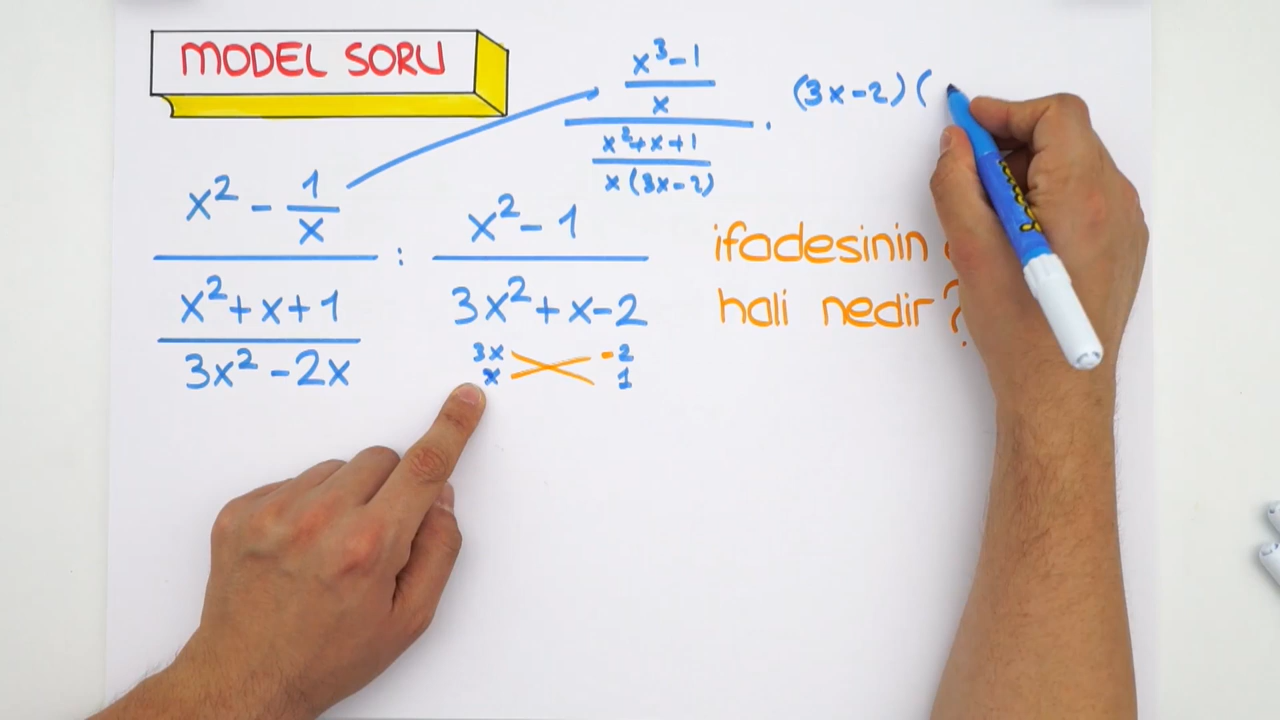 MODEL SORU
x³-1
x
x²+x+1
x(3x-2)
. (3x-2)(
x² - 1
x
x²+x+1
3x²-2x
:
x²-1
3x²+x-2
3x -2
x 1
ifadesinin
hali nedir?